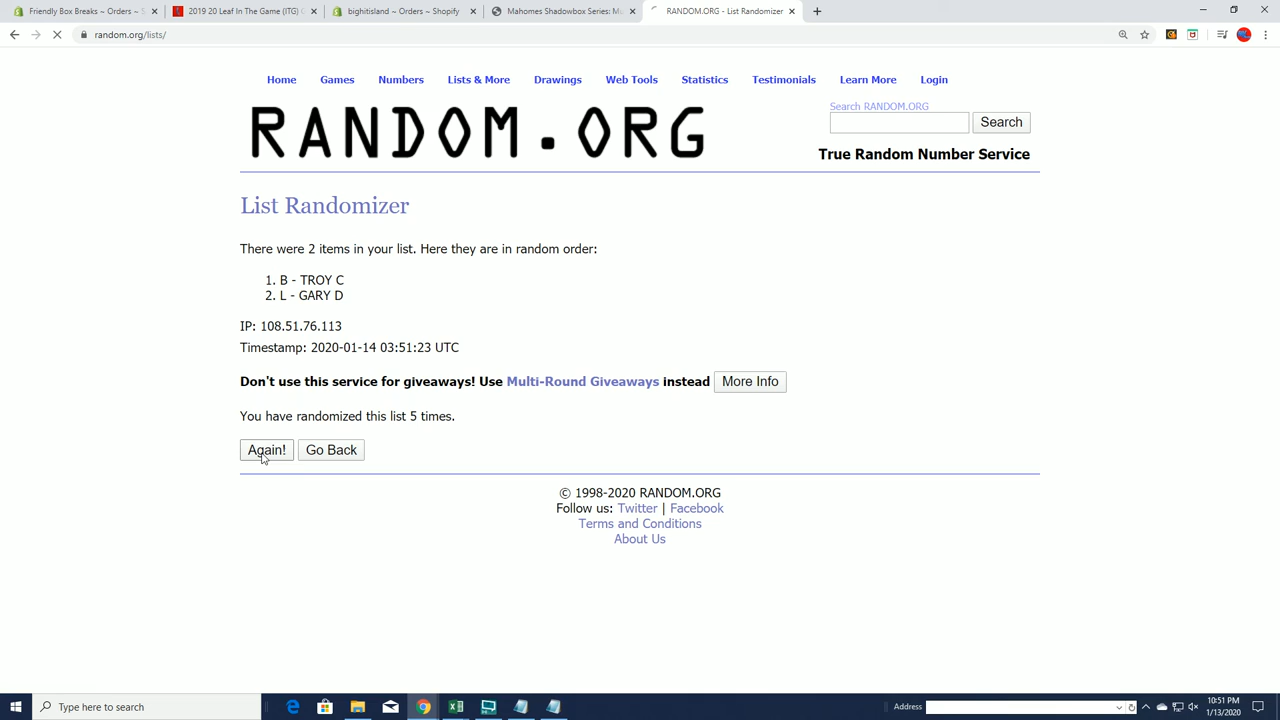 Friendly Box Breaks ~ Orders ~ S
2019 20 Leaf In The Game (ITG) C
bighitisland ~ Orders ~ Shopify
Mahomes Shadowbox Series: Mu
RANDOM.ORG - List Randomizer
random.org/lists/
Home Games Numbers Lists & More Drawings Web Tools Statistics Testimonials Learn More Login
RANDOM.ORG
Search RANDOM.ORG
Search
True Random Number Service
List Randomizer
There were 2 items in your list. Here they are in random order:
1. B - TROY C
2. L - GARY D
IP: 108.51.76.113
Timestamp: 2020-01-14 03:51:23 UTC
Don't use this service for giveaways! Use Multi-Round Giveaways instead More Info
You have randomized this list 5 times.
Again! Go Back
© 1998-2020 RANDOM.ORG
Follow us: Twitter | Facebook
Terms and Conditions
About Us
Type here to search
Address
10:51 PM
1/13/2020